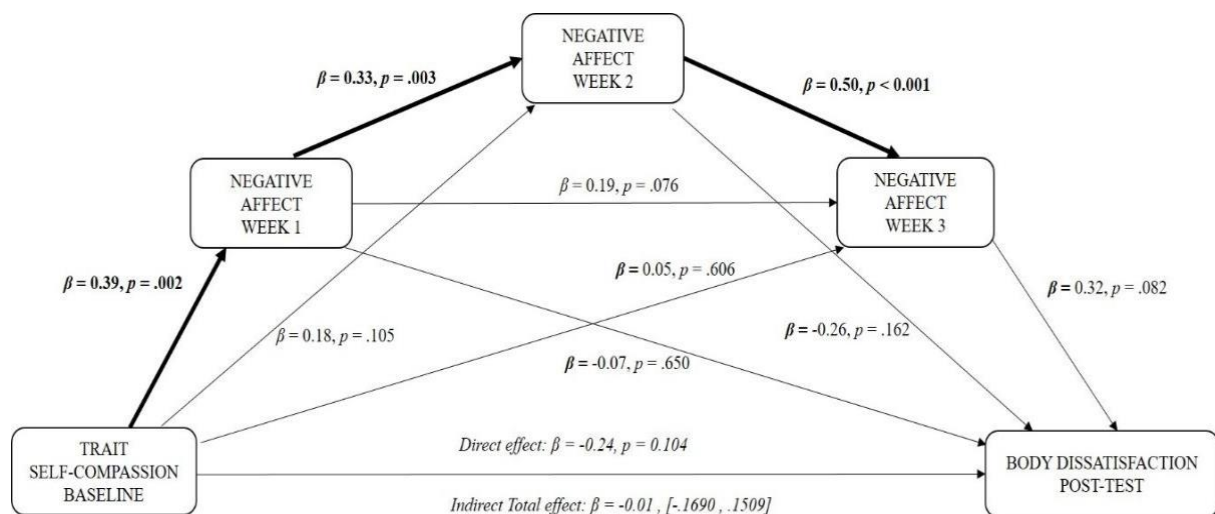 NEGATIVE
AFFECT
WEEK 2
β = 0.33, p = .003
β = 0.50, p < 0.001
NEGATIVE
AFFECT
WEEK 1
β = 0.19, p = .076
NEGATIVE
AFFECT
WEEK 3
β = 0.39, p = .002
β = 0.05, p = .606
β = 0.32, p = .082
β = 0.18, p = .105
β = -0.26, p = .162
β = -0.07, p = .650
TRAIT
SELF-COMPASSION
BASELINE
Direct effect: β = -0.24, p = 0.104
BODY DISSATISFACTION
POST-TEST
Indirect Total effect: β = -0.01 , [-.1690 , .1509]